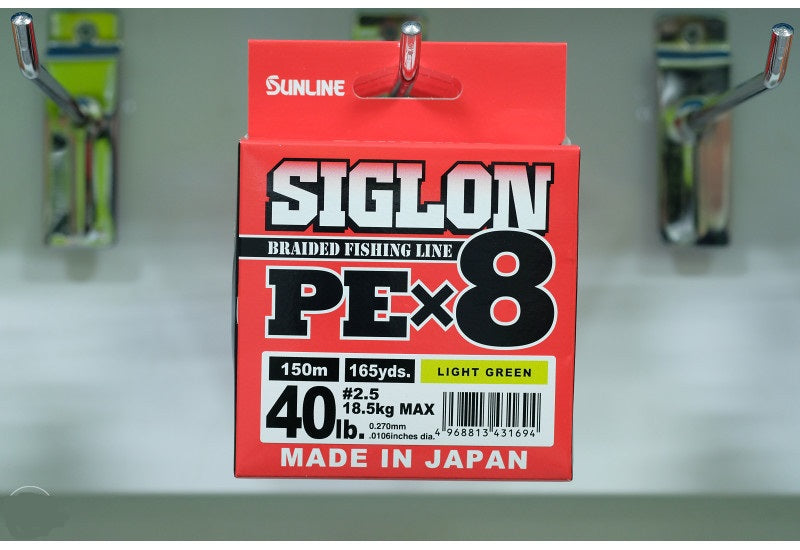 SUNLINE
SIGLON
BRAIDED FISHING LINE
PE×8
150m 165yds. LIGHT GREEN
40lb. #2.5
18.5kg MAX
0.270mm
.0106inches dia.
4 968813 431694
MADE IN JAPAN